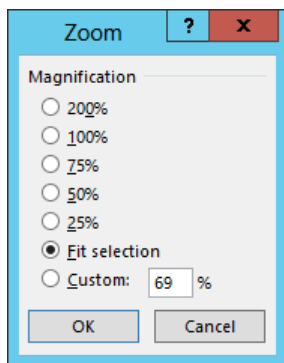 Zoom ? x
Magnification
200%
100%
75%
50%
25%
Fit selection
Custom: 69 %
OK Cancel